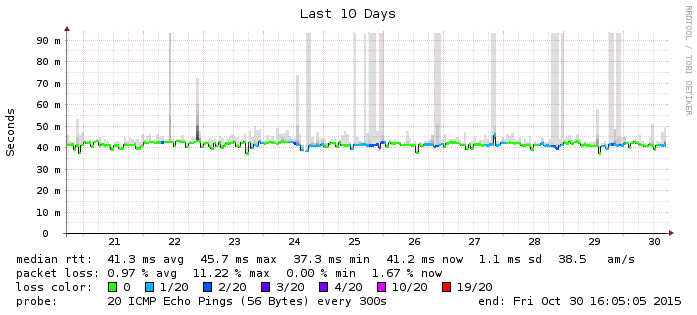 Last 10 Days
RRDTOOL / TOBI OETIKER
Seconds
90 m
80 m
70 m
60 m
50 m
40 m
30 m
20 m
10 m
0
21 22 23 24 25 26 27 28 29 30
median rtt: 41.3 ms avg 45.7 ms max 37.3 ms min 41.2 ms now 1.1 ms sd 38.5 am/s
packet loss: 0.97 % avg 11.22 % max 0.00 % min 1.67 % now
loss color: 0 1/20 2/20 3/20 4/20 10/20 19/20
probe: 20 ICMP Echo Pings (56 Bytes) every 300s end: Fri Oct 30 16:05:05 2015